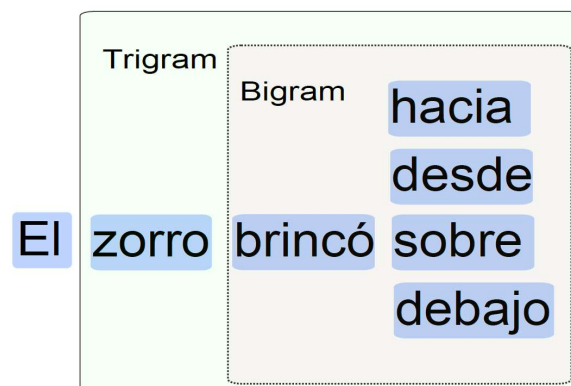 Trigram
Bigram
hacia
desde
El zorro brincó sobre
debajo